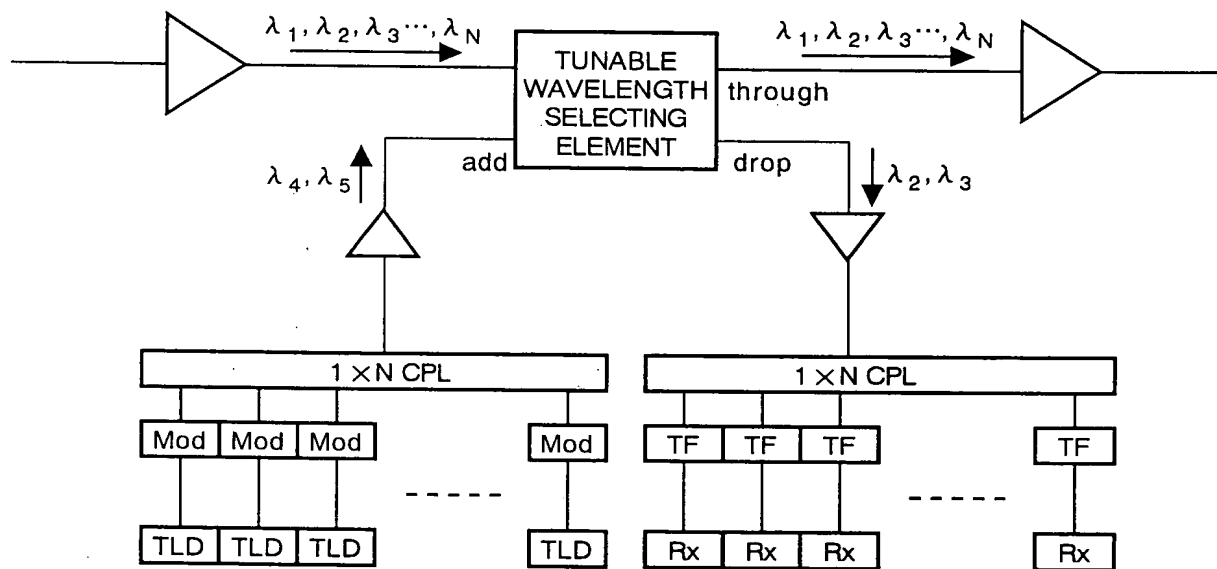 λ1, λ2, λ3 ···, λN
λ1, λ2, λ3 ···, λN
TUNABLE
WAVELENGTH
SELECTING
ELEMENT
through
add
drop
λ4, λ5
λ2, λ3
1×N CPL
1×N CPL
Mod Mod Mod Mod
TF TF TF TF
TLD TLD TLD TLD
Rx Rx Rx Rx